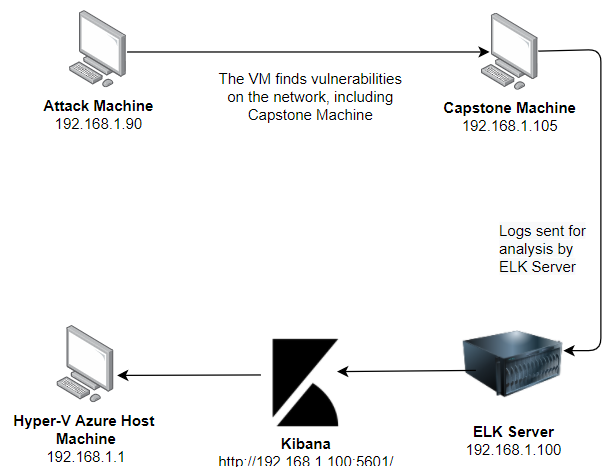 The VM finds vulnerabilities
on the network, including
Capstone Machine
Attack Machine
192.168.1.90
Capstone Machine
192.168.1.105
Logs sent for
analysis by
ELK Server
Hyper-V Azure Host
Machine
192.168.1.1
Kibana
http://192.168.1.100:5601/
ELK Server
192.168.1.100